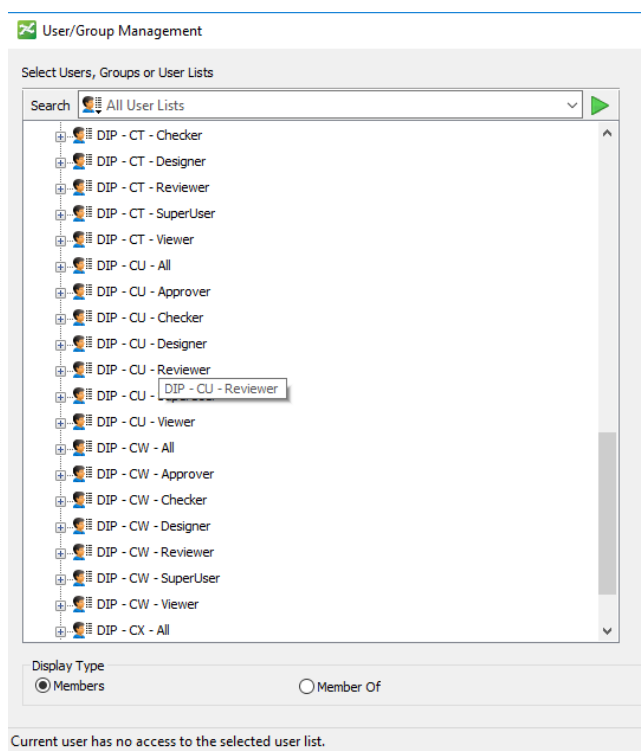 User/Group Management
Select Users, Groups or User Lists
Search All User Lists
DIP - CT - Checker
DIP - CT - Designer
DIP - CT - Reviewer
DIP - CT - SuperUser
DIP - CT - Viewer
DIP - CU - All
DIP - CU - Approver
DIP - CU - Checker
DIP - CU - Designer
DIP - CU - Reviewer
DIP - CU - Reviewer
DIP - CU -
DIP - CU - Viewer
DIP - CW - All
DIP - CW - Approver
DIP - CW - Checker
DIP - CW - Designer
DIP - CW - Reviewer
DIP - CW - SuperUser
DIP - CW - Viewer
DIP - CX - All
Display Type
Members Member Of
Current user has no access to the selected user list.